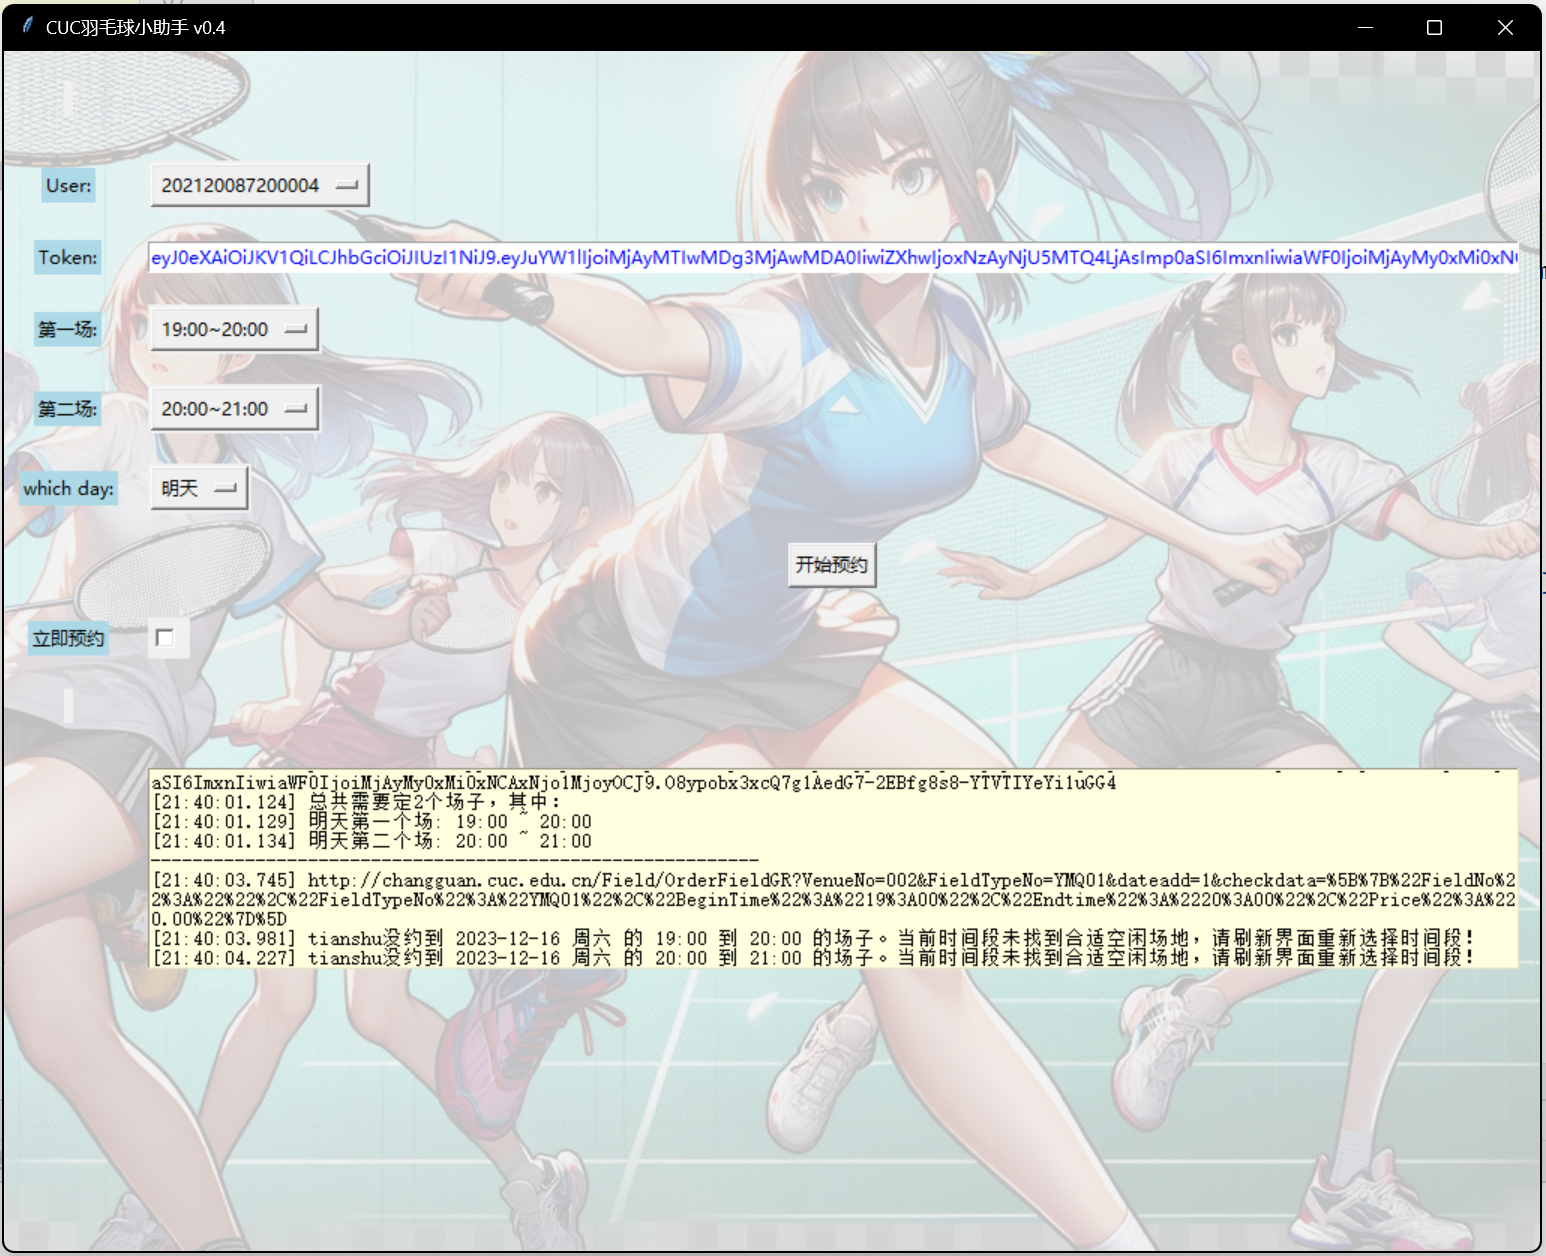 CUC羽毛球小助手 v0.4
User:
202120087200004
Token:
eyJ0eXAiOiJKV1QiLCJhbGciOiJIUzI1NiJ9.eyJuYW1lIjoiMjAyMTIwMDg3MjAwMDA0IiwiZXhwIjoxNzAyNjU5MTQ4LjAsImp0aSI6ImxnIiwiaWF0IjoiMjAyMy0xMi0xN
第一场:
19:00~20:00
第二场:
20:00~21:00
which day:
明天
开始预约
立即预约
aSI6ImxnIiwiaWF0IjoiMjAyMy0xMi0xNCAxNjo1MjoyOCJ9.O8ypobx3xcQ7g1AedG7-2EBfg8s8-YTVTIYeYi1uGG4
[21:40:01.124] 总共需要定2个场子，其中:
[21:40:01.129] 明天第一个场: 19:00 ~ 20:00
[21:40:01.134] 明天第二个场: 20:00 ~ 21:00
----------------------------------------------------------
[21:40:03.745] http://changguan.cuc.edu.cn/Field/OrderFieldGR?VenueNo=002&FieldTypeNo=YMQ01&dateadd=1&checkdata=%5B%7B%22FieldNo%2
2%3A%22%22%2C%22FieldTypeNo%22%3A%22YMQ01%22%2C%22BeginTime%22%3A%2219%3A00%22%2C%22Endtime%22%3A%2220%3A00%22%2C%22Price%22%3A%22
0.00%22%7D%5D
[21:40:03.981] tianshu没约到 2023-12-16 周六 的 19:00 到 20:00 的场子。当前时间段未找到合适空闲场地，请刷新界面重新选择时间段！
[21:40:04.227] tianshu没约到 2023-12-16 周六 的 20:00 到 21:00 的场子。当前时间段未找到合适空闲场地，请刷新界面重新选择时间段！